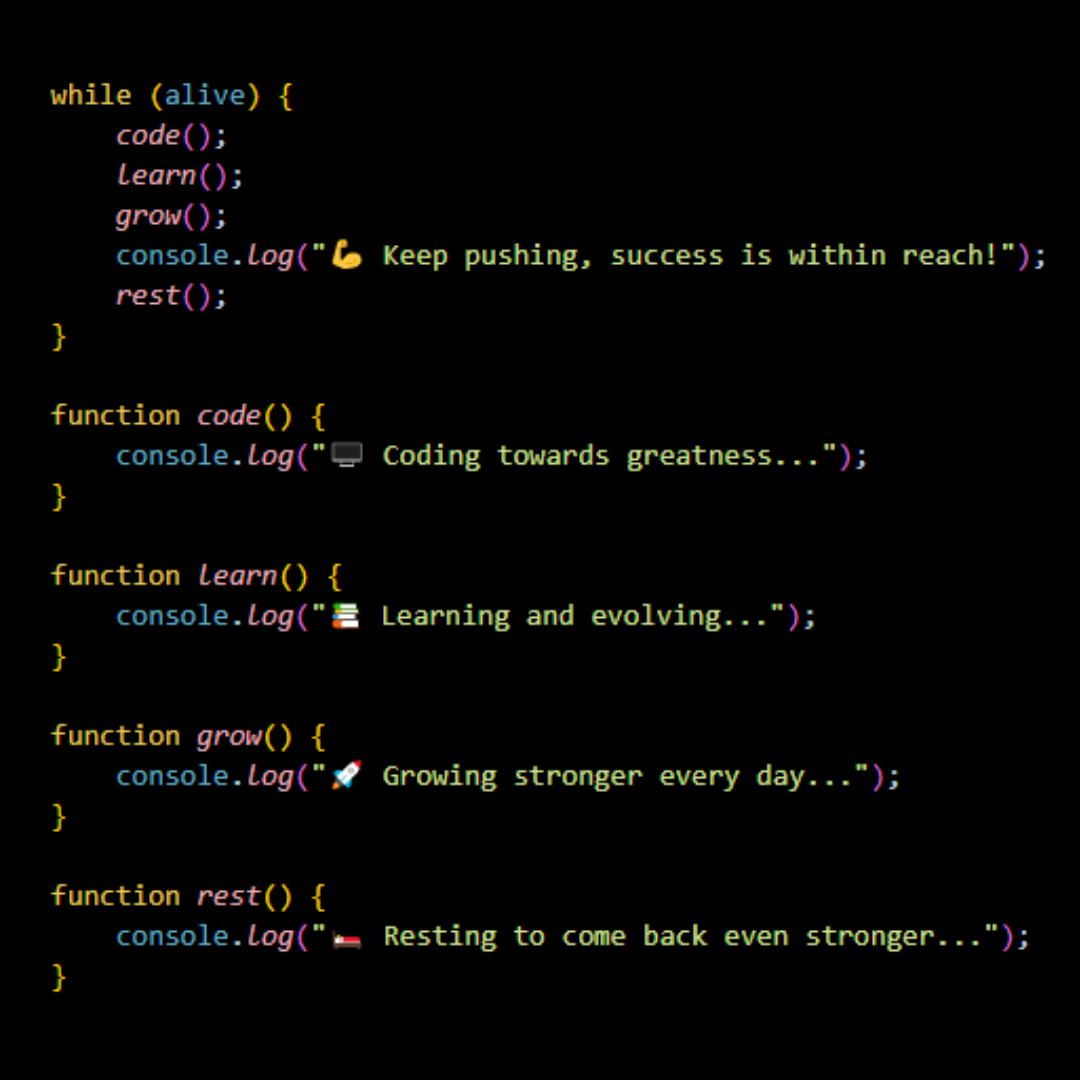 while (alive) {
    code();
    learn();
    grow();
    console.log("💪 Keep pushing, success is within reach!");
    rest();
}

function code() {
    console.log("🖥️ Coding towards greatness...");
}

function learn() {
    console.log("📚 Learning and evolving...");
}

function grow() {
    console.log("🚀 Growing stronger every day...");
}

function rest() {
    console.log("🛏️ Resting to come back even stronger...");
}